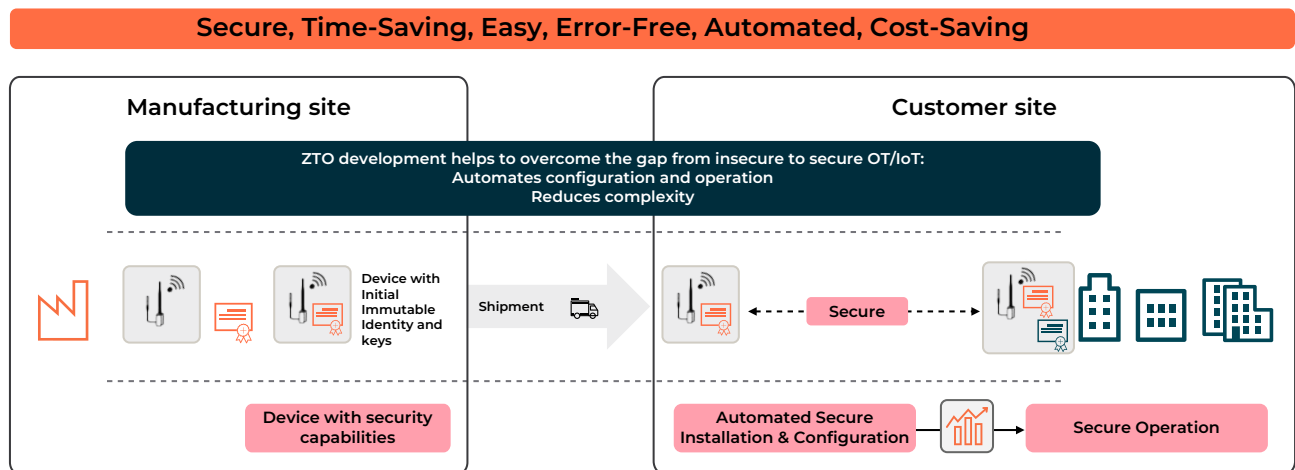 Secure, Time-Saving, Easy, Error-Free, Automated, Cost-Saving
Manufacturing site
Customer site
ZTO development helps to overcome the gap from insecure to secure OT/IoT:
Automates configuration and operation
Reduces complexity
Device with
Initial
Immutable
Identity and
keys
Shipment
Secure
Device with security
capabilities
Automated Secure
Installation & Configuration
Secure Operation